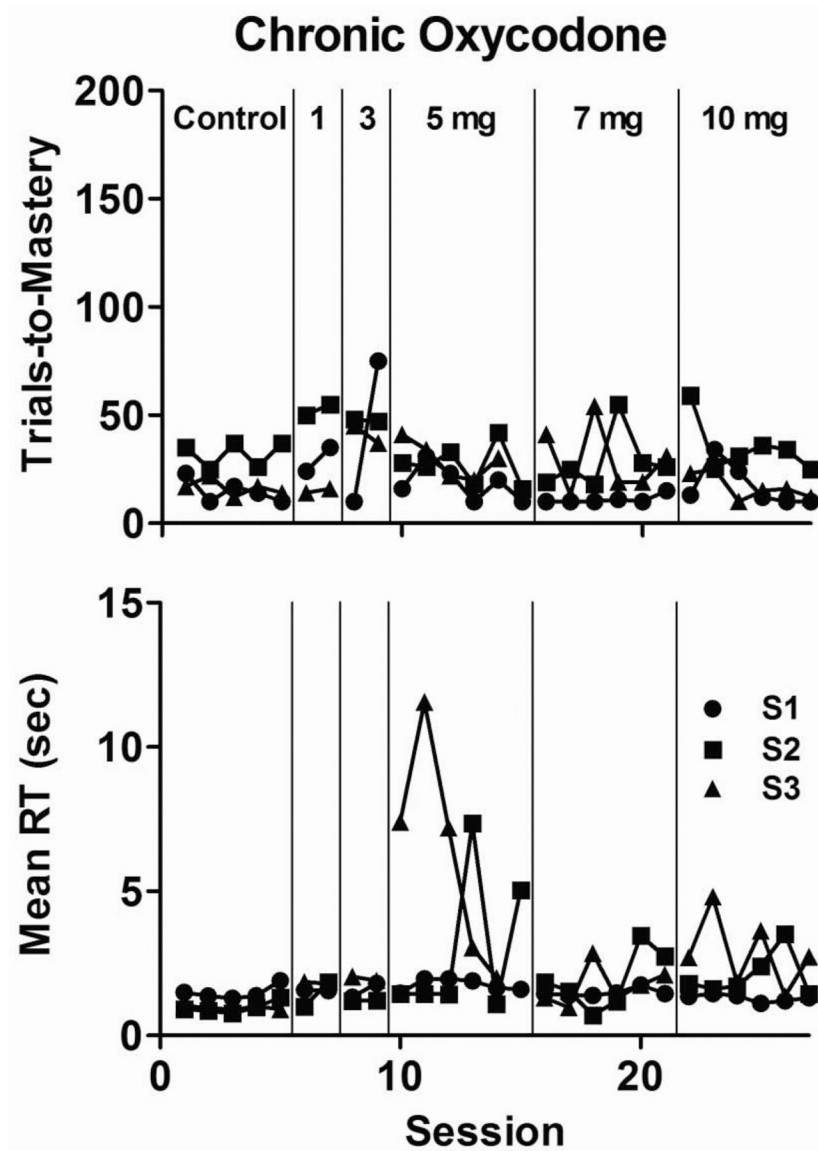 Chronic Oxycodone
200
Control 1 3 5 mg 7 mg 10 mg
150
100
50
0
Trials-to-Mastery
15
10
5
0
Mean RT (sec)
S1
S2
S3
0 10 20
Session